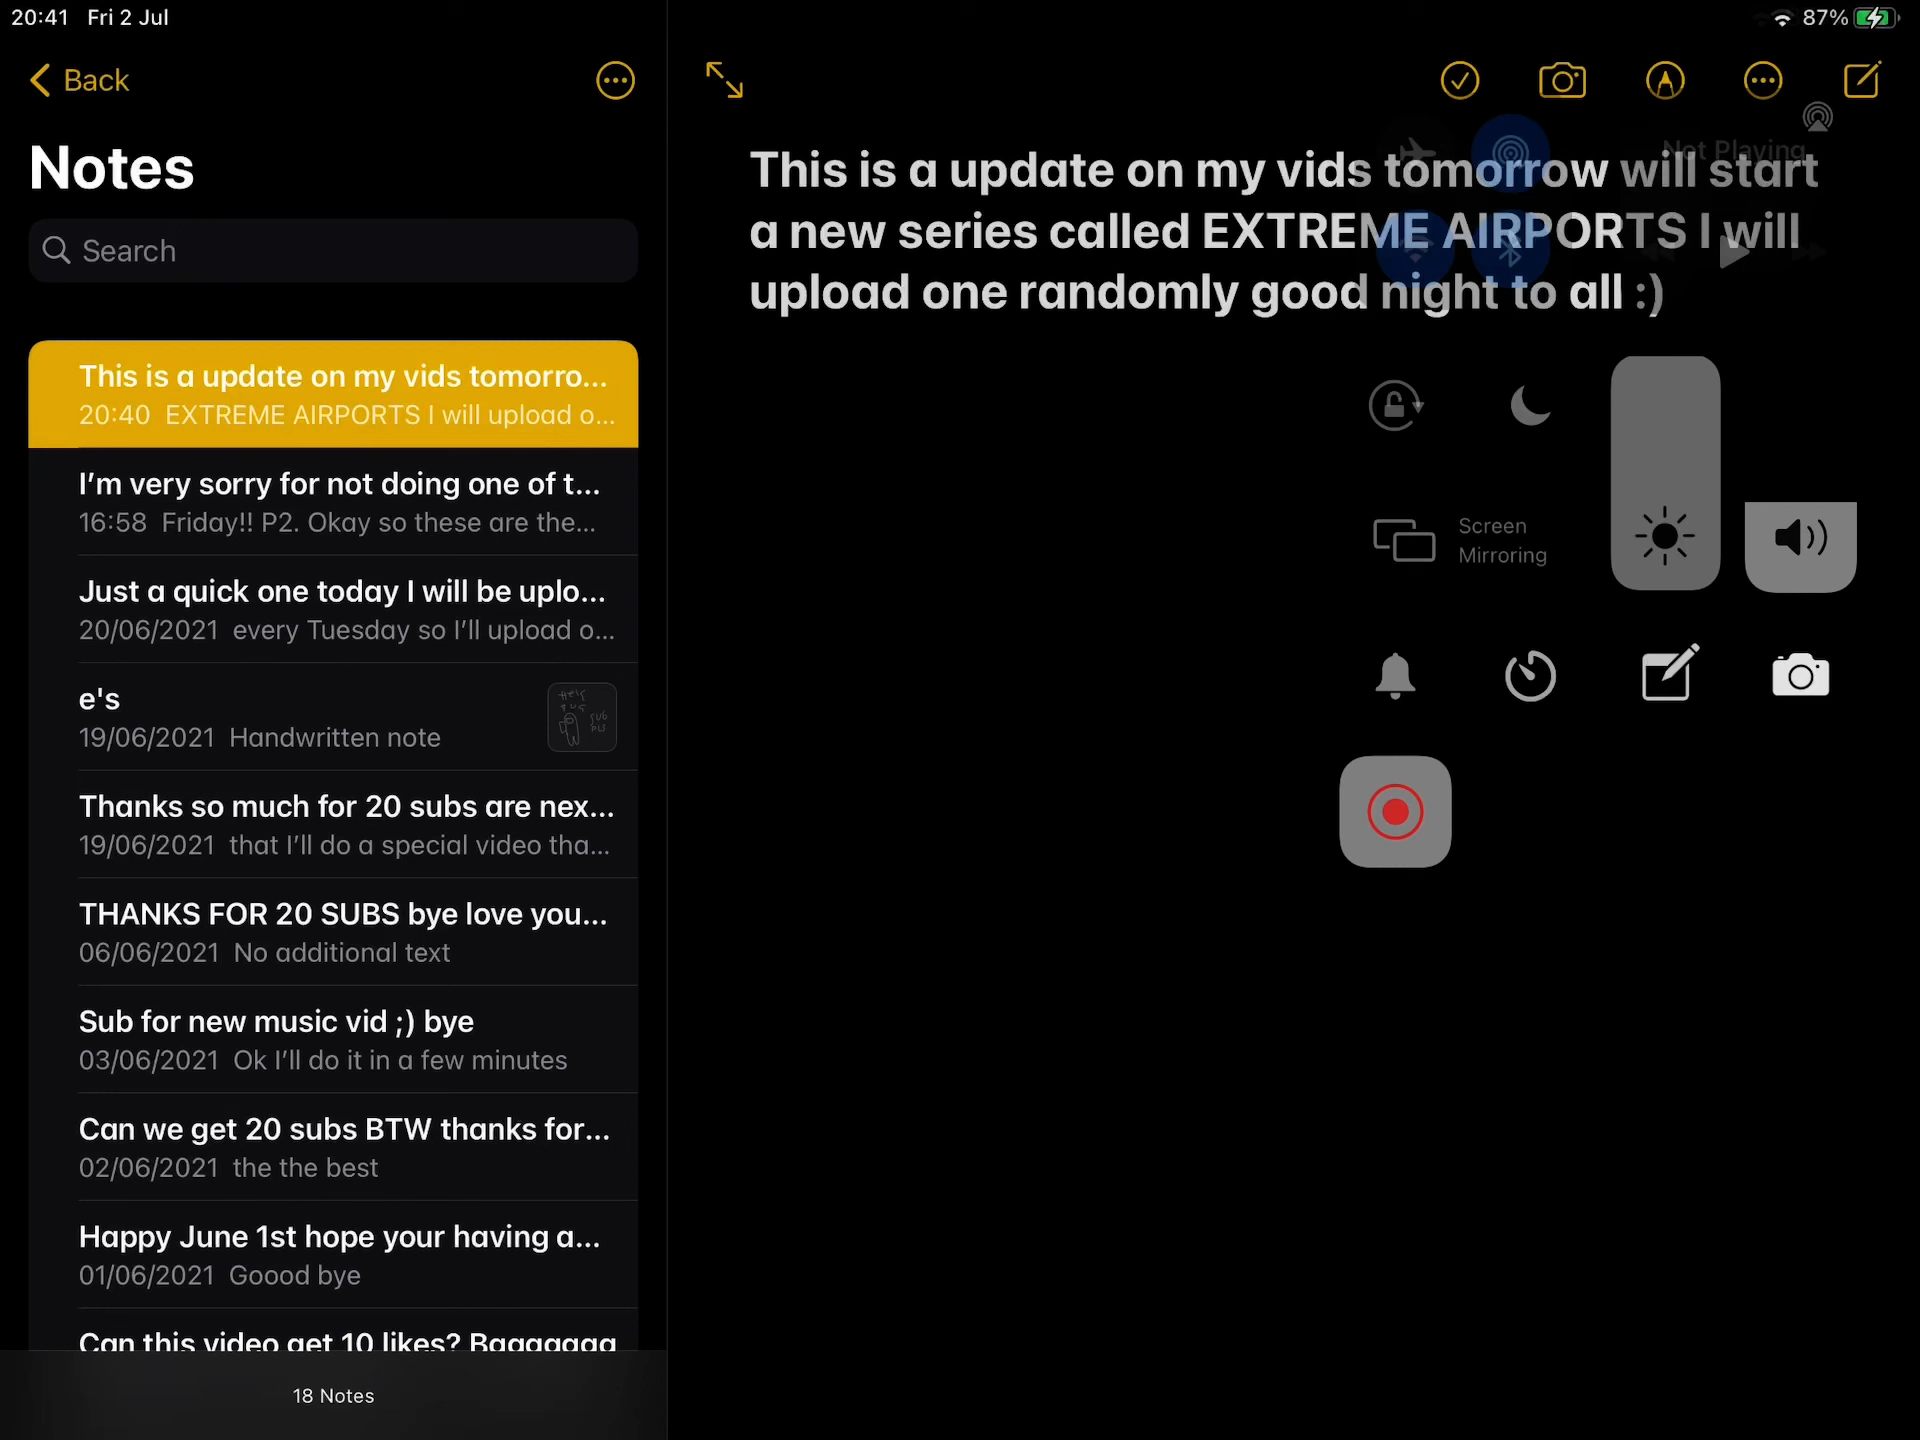 20:41 Fri 2 Jul
87%
Back
Notes
Search
This is a update on my vids tomorro...
20:40 EXTREME AIRPORTS I will upload o...
I’m very sorry for not doing one of t...
16:58 Friday!! P2. Okay so these are the...
Just a quick one today I will be uplo...
20/06/2021 every Tuesday so I’ll upload o...
e's
19/06/2021 Handwritten note
Thanks so much for 20 subs are nex...
19/06/2021 that I’ll do a special video tha...
THANKS FOR 20 SUBS bye love you...
06/06/2021 No additional text
Sub for new music vid ;) bye
03/06/2021 Ok I’ll do it in a few minutes
Can we get 20 subs BTW thanks for...
02/06/2021 the the best
Happy June 1st hope your having a...
01/06/2021 Goood bye
Can this video get 10 likes? Bggggggg
18 Notes
This is a update on my vids tomorrow will start
a new series called EXTREME AIRPORTS I will
upload one randomly good night to all :)
Not Playing
Screen
Mirroring